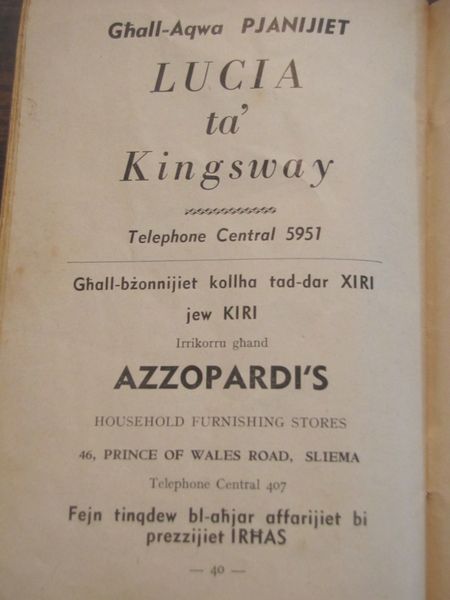 Għall-Aqwa PJANIJIET
LUCIA
ta'
Kingsway
Telephone Central 5951
Għall-bżonnijiet kollha tad-dar XIRI
jew KIRI
Irrikorru għand
AZZOPARDI'S
HOUSEHOLD FURNISHING STORES
46, PRINCE OF WALES ROAD, SLIEMA
Telephone Central 407
Fejn tinqdew bl-aħjar affarijiet bi
prezzijiet IRĦAS
— 40 —